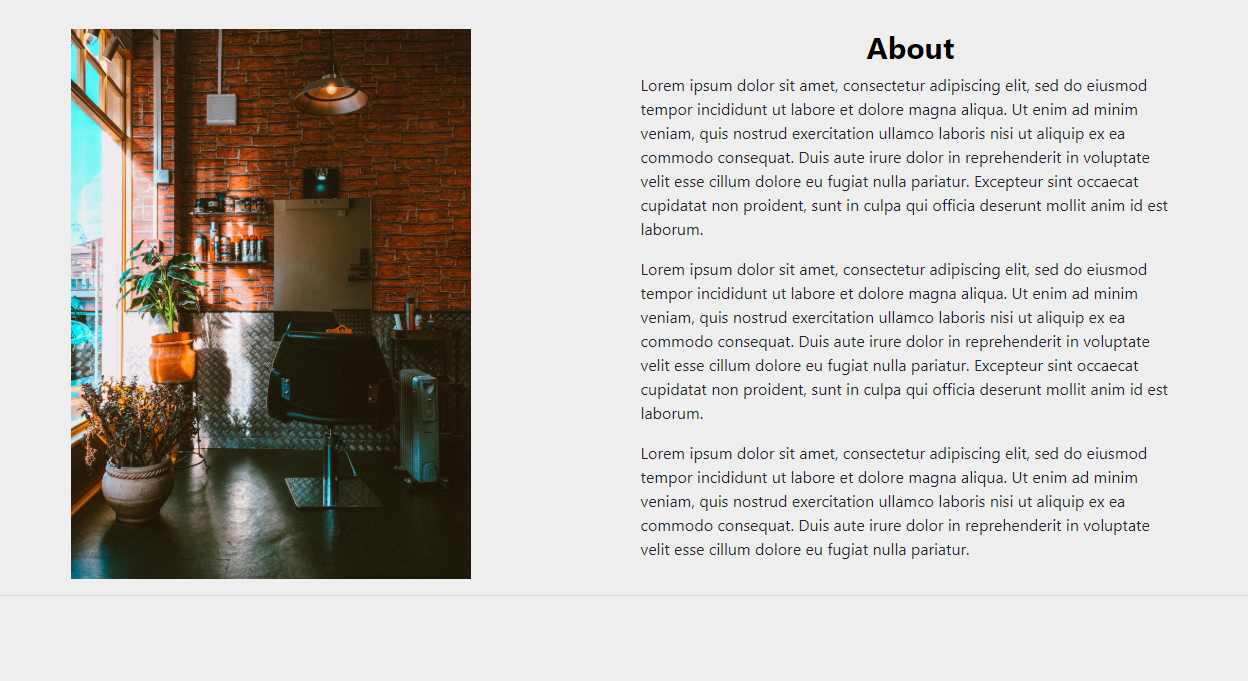 About
Lorem ipsum dolor sit amet, consectetur adipiscing elit, sed do eiusmod
tempor incididunt ut labore et dolore magna aliqua. Ut enim ad minim
veniam, quis nostrud exercitation ullamco laboris nisi ut aliquip ex ea
commodo consequat. Duis aute irure dolor in reprehenderit in voluptate
velit esse cillum dolore eu fugiat nulla pariatur. Excepteur sint occaecat
cupidatat non proident, sunt in culpa qui officia deserunt mollit anim id est
laborum.
Lorem ipsum dolor sit amet, consectetur adipiscing elit, sed do eiusmod
tempor incididunt ut labore et dolore magna aliqua. Ut enim ad minim
veniam, quis nostrud exercitation ullamco laboris nisi ut aliquip ex ea
commodo consequat. Duis aute irure dolor in reprehenderit in voluptate
velit esse cillum dolore eu fugiat nulla pariatur. Excepteur sint occaecat
cupidatat non proident, sunt in culpa qui officia deserunt mollit anim id est
laborum.
Lorem ipsum dolor sit amet, consectetur adipiscing elit, sed do eiusmod
tempor incididunt ut labore et dolore magna aliqua. Ut enim ad minim
veniam, quis nostrud exercitation ullamco laboris nisi ut aliquip ex ea
commodo consequat. Duis aute irure dolor in reprehenderit in voluptate
velit esse cillum dolore eu fugiat nulla pariatur.